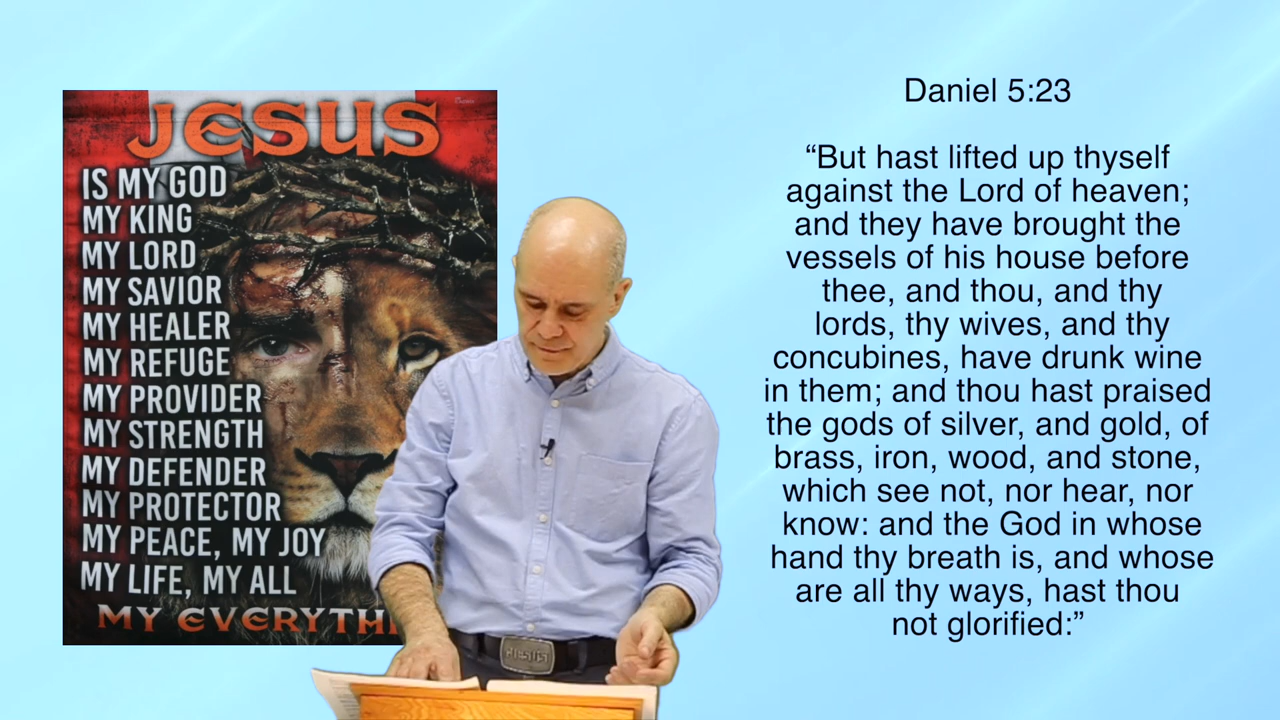 JESUS
IS MY GOD
MY KING
MY LORD
MY SAVIOR
MY HEALER
MY REFUGE
MY PROVIDER
MY STRENGTH
MY DEFENDER
MY PROTECTOR
MY PEACE, MY JOY
MY LIFE, MY ALL
MY EVERYTHI
JESUS
Daniel 5:23
“But hast lifted up thyself
against the Lord of heaven;
and they have brought the
vessels of his house before
thee, and thou, and thy
lords, thy wives, and thy
concubines, have drunk wine
in them; and thou hast praised
the gods of silver, and gold, of
brass, iron, wood, and stone,
which see not, nor hear, nor
know: and the God in whose
hand thy breath is, and whose
are all thy ways, hast thou
not glorified:”